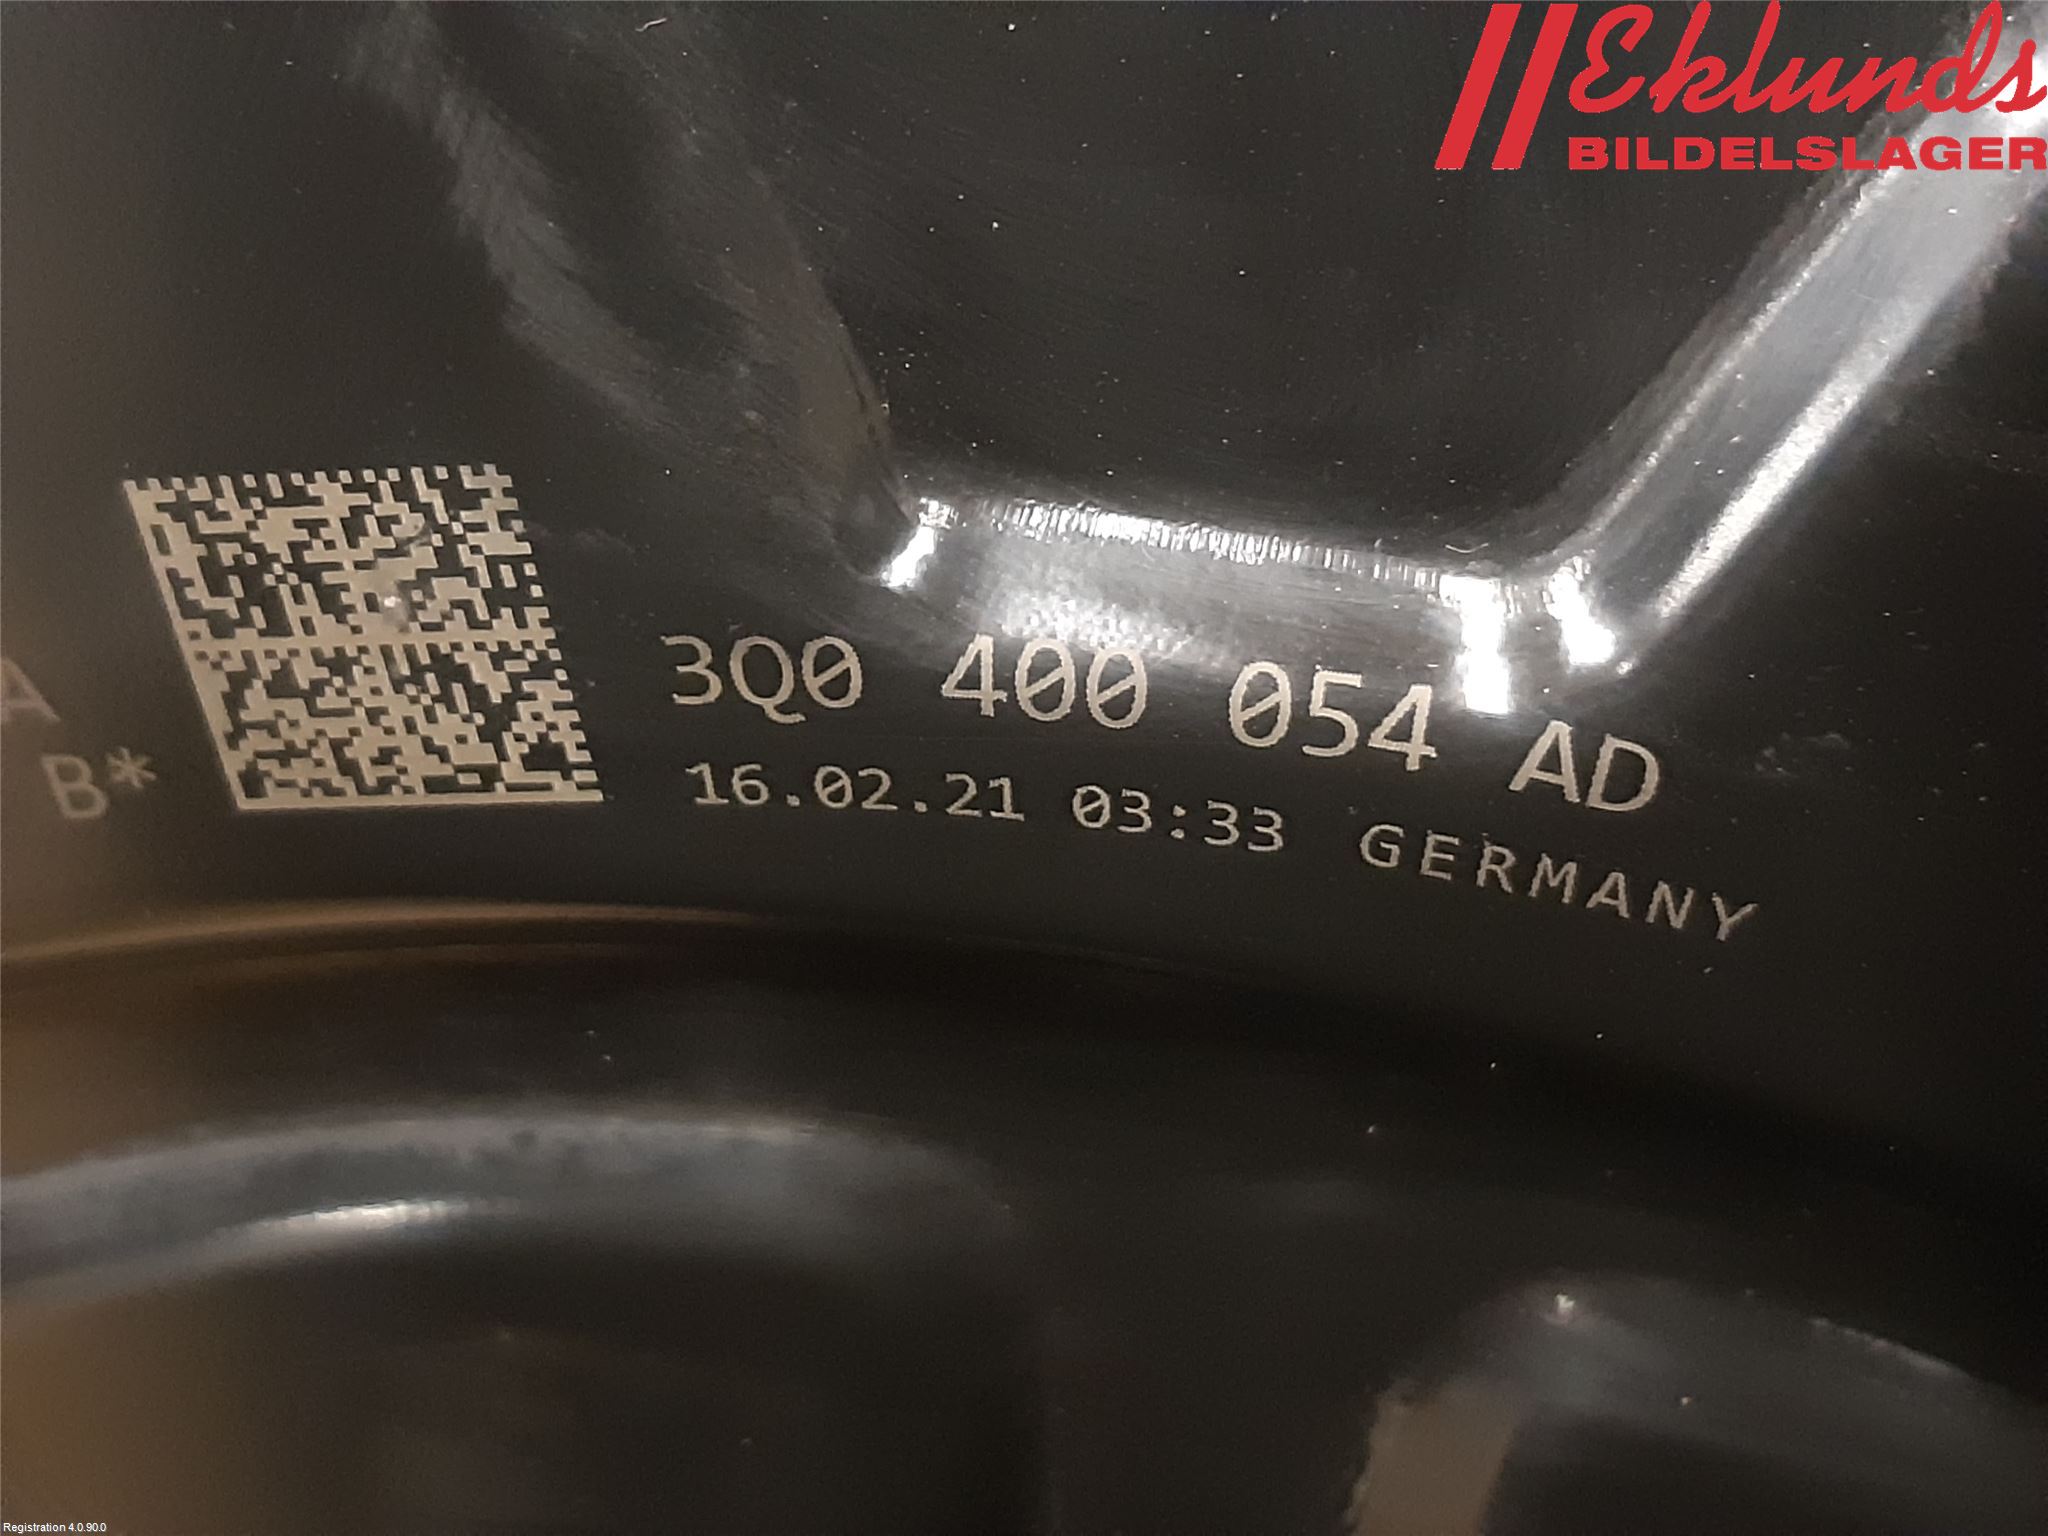 Eklunds
BILDELSLAGER
A
B*
3Q0 400 054 AD
16.02.21 03:33 GERMANY
Registration 4.0.90.0